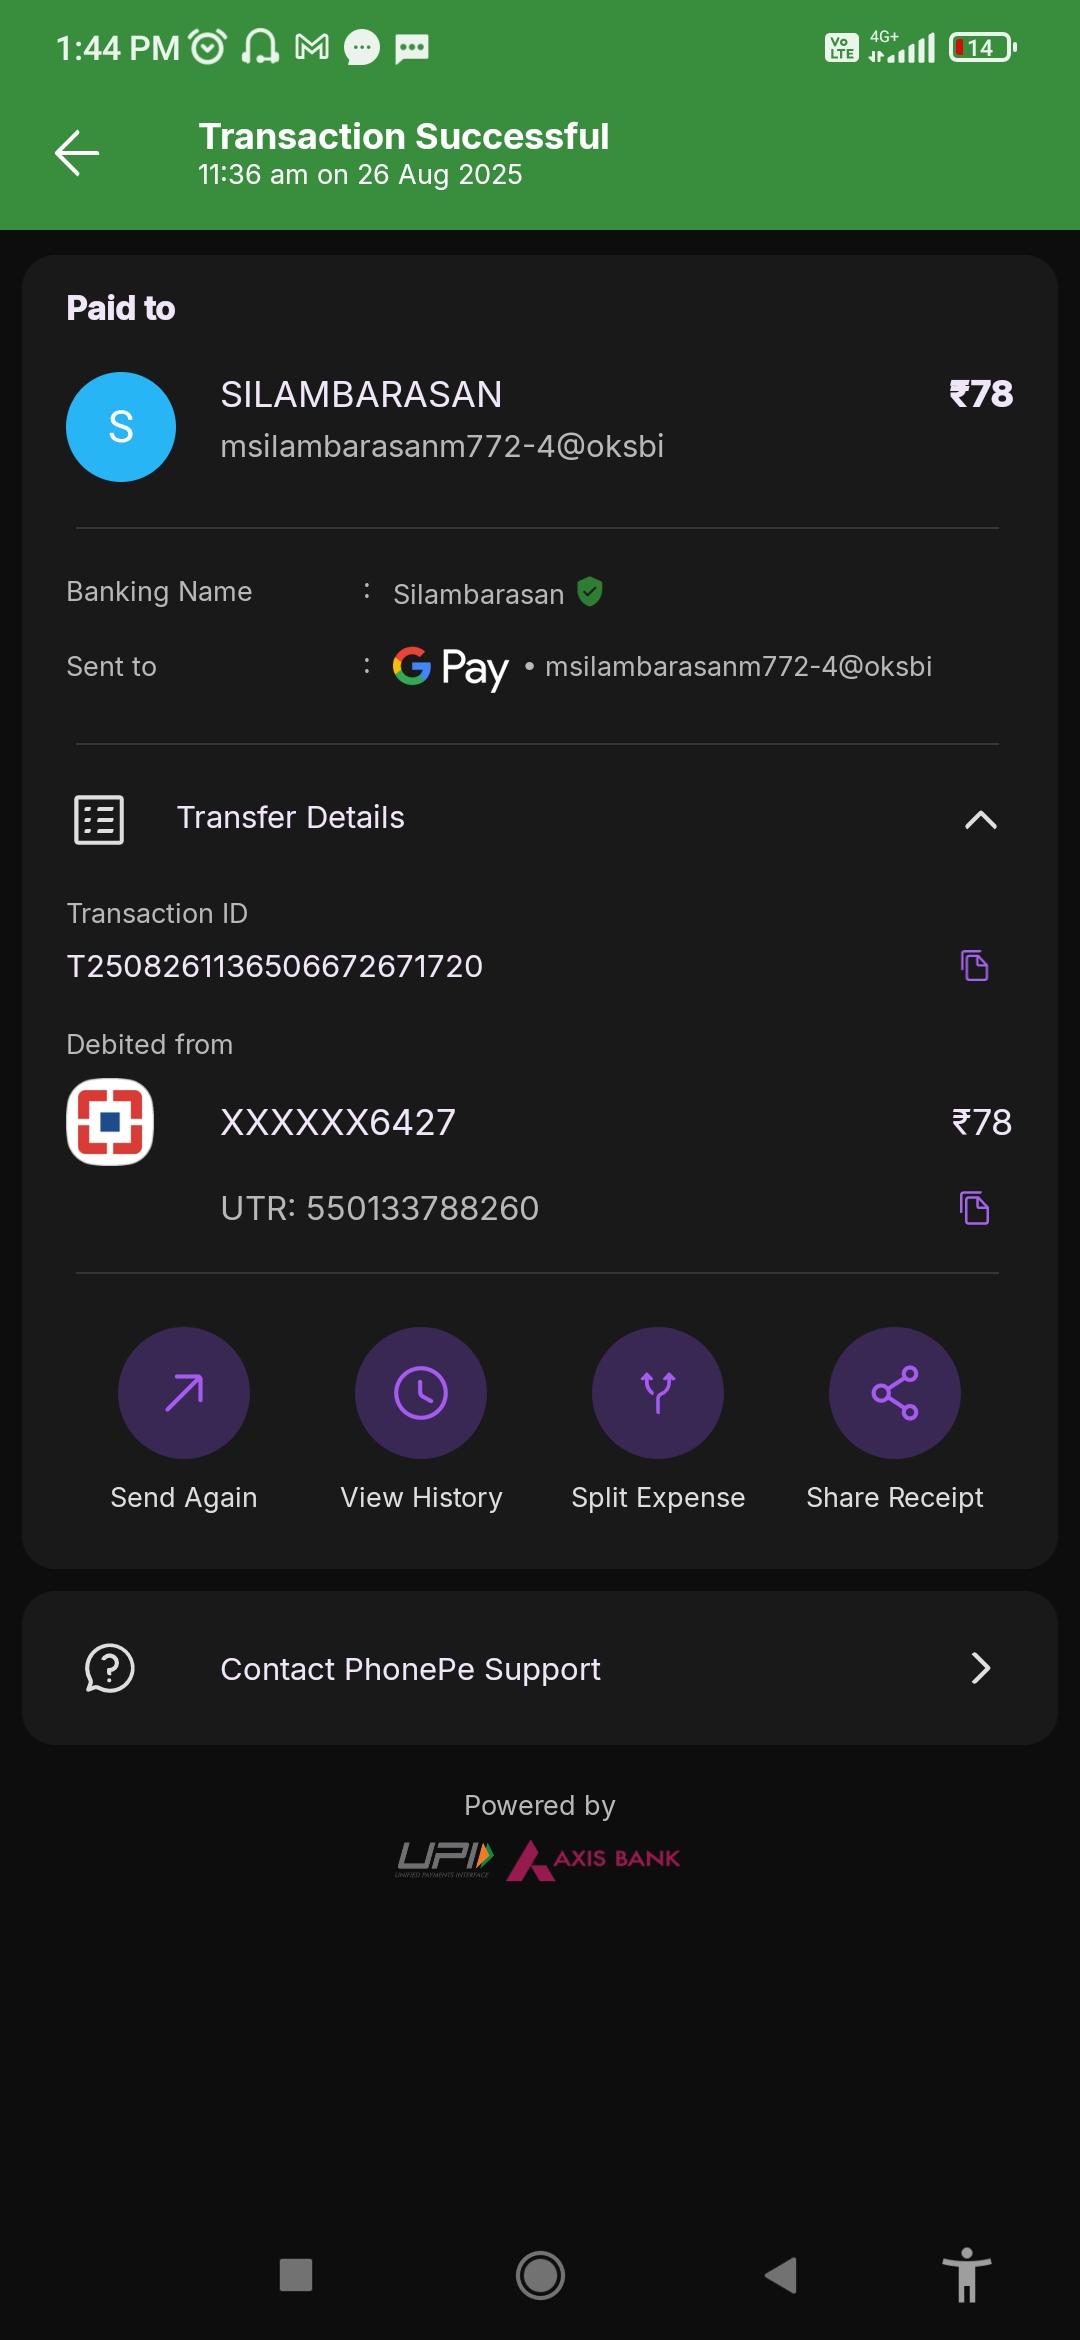 1:44 PM
Vo LTE 4G+ 14
Transaction Successful
11:36 am on 26 Aug 2025
Paid to
S
SILAMBARASAN ₹78
msilambarasanm772-4@oksbi
Banking Name : Silambarasan
Sent to : G Pay • msilambarasanm772-4@oksbi
Transfer Details
Transaction ID
T2508261136506672671720
Debited from
XXXXXX6427 ₹78
UTR: 550133788260
Send Again View History Split Expense Share Receipt
Contact PhonePe Support
Powered by
UPI AXIS BANK
UNIFIED PAYMENTS INTERFACE